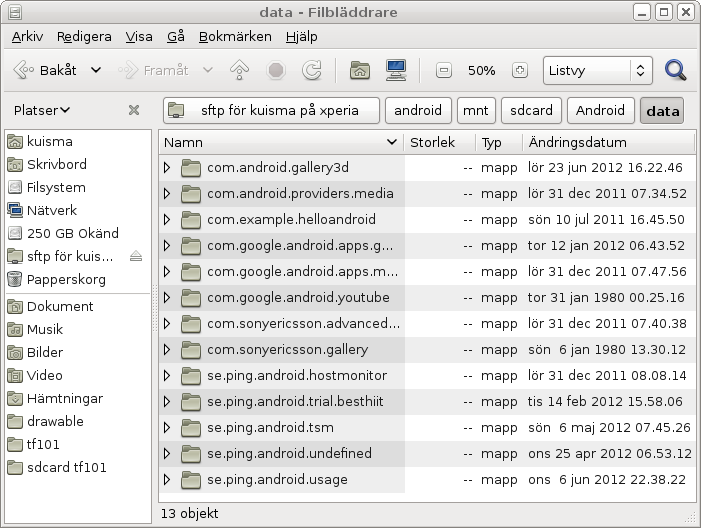 data - Filbläddrare
Arkiv Redigera Visa Gå Bokmärken Hjälp
Bakåt Framåt 50% Listvy
Platser sftp för kuisma på xperia android mnt sdcard Android data
kuisma
Skrivbord
Filsystem
Nätverk
250 GB Okänd
sftp för kuis...
Papperskorg
Dokument
Musik
Bilder
Video
Hämtningar
drawable
tf101
sdcard tf101
Namn Storlek Typ Ändringsdatum
com.android.gallery3d -- mapp lör 23 jun 2012 16.22.46
com.android.providers.media -- mapp lör 31 dec 2011 07.34.52
com.example.helloandroid -- mapp sön 10 jul 2011 16.45.50
com.google.android.apps.g... -- mapp tor 12 jan 2012 06.43.52
com.google.android.apps.m... -- mapp lör 31 dec 2011 07.47.56
com.google.android.youtube -- mapp tor 31 jan 1980 00.25.16
com.sonyericsson.advanced... -- mapp lör 31 dec 2011 07.40.38
com.sonyericsson.gallery -- mapp sön 6 jan 1980 13.30.12
se.ping.android.hostmonitor -- mapp lör 31 dec 2011 08.08.14
se.ping.android.trial.besthiit -- mapp tis 14 feb 2012 15.58.06
se.ping.android.tsm -- mapp sön 6 maj 2012 07.45.26
se.ping.android.undefined -- mapp ons 25 apr 2012 06.53.12
se.ping.android.usage -- mapp ons 6 jun 2012 22.38.22
13 objekt